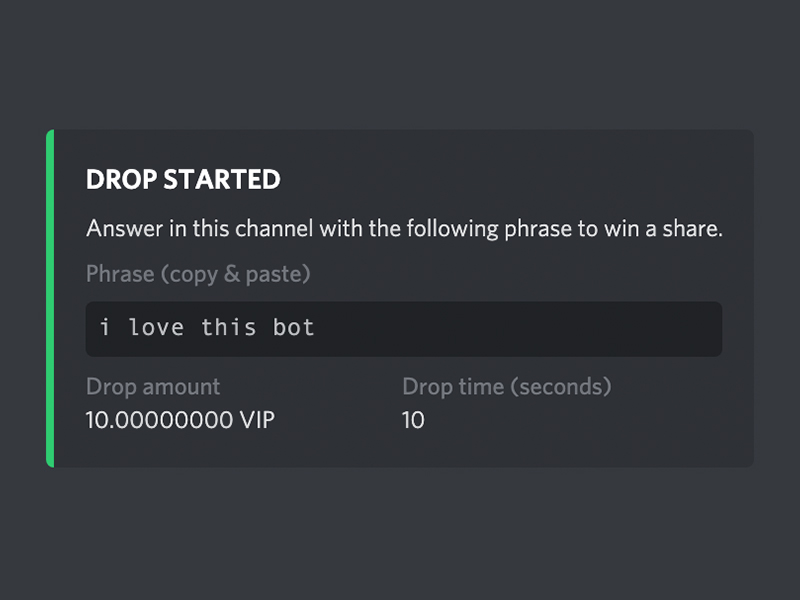 DROP STARTED
Answer in this channel with the following phrase to win a share.
Phrase (copy & paste)
i love this bot
Drop amount
Drop time (seconds)
10.00000000 VIP
10